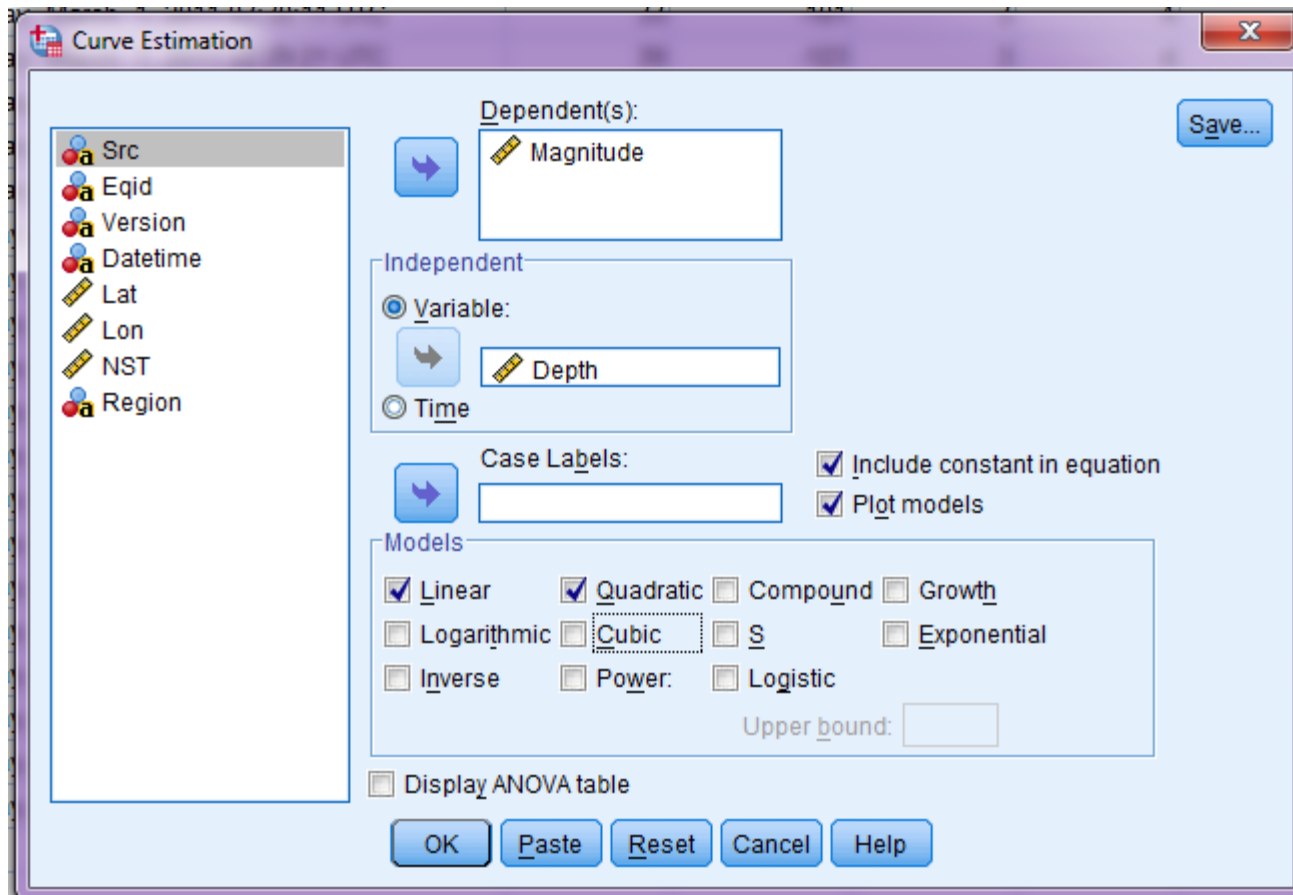 Curve Estimation
Src
Eqid
Version
Datetime
Lat
Lon
NST
Region
Dependent(s):
Magnitude
Save...
Independent
Variable:
Depth
Time
Case Labels:
Include constant in equation
Plot models
Models
Linear Quadratic Compound Growth
Logarithmic Cubic S Exponential
Inverse Power: Logistic
Upper bound:
Display ANOVA table
OK Paste Reset Cancel Help